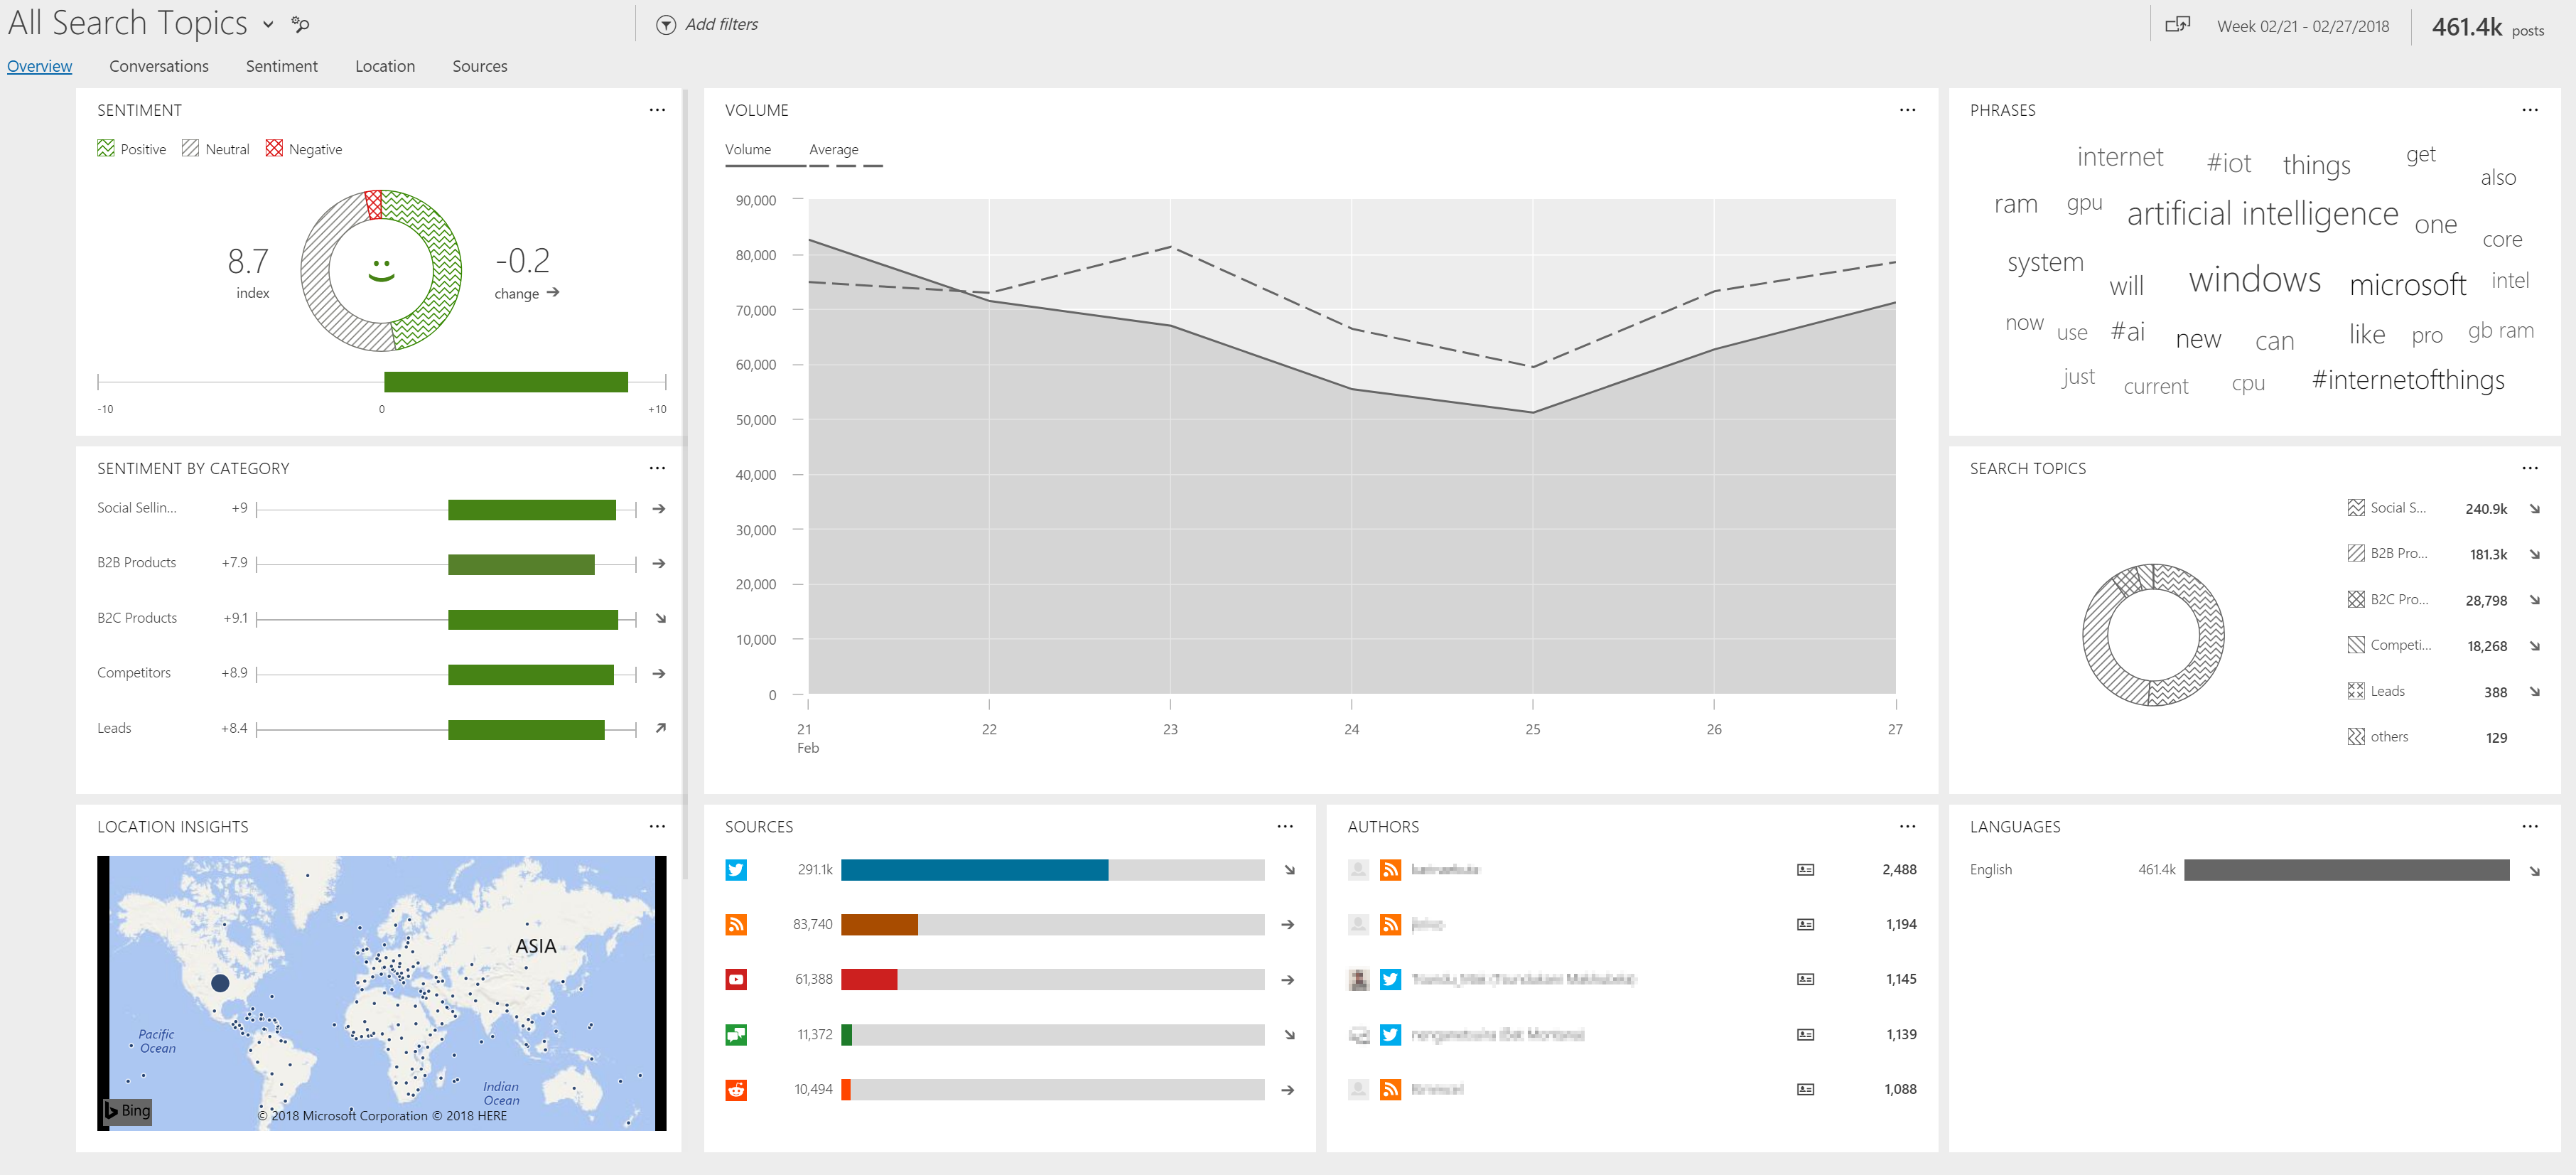 All Search Topics
Add filters
Week 02/21 - 02/27/2018
461.4k posts
Overview
Conversations
Sentiment
Location
Sources
SENTIMENT
Positive
Neutral
Negative
8.7
index
-0.2
change
-10
0
+10
SENTIMENT BY CATEGORY
Social Sellin... +9
B2B Products +7.9
B2C Products +9.1
Competitors +8.9
Leads +8.4
LOCATION INSIGHTS
ASIA
Pacific
Ocean
Indian
Ocean
Bing
© 2018 Microsoft Corporation © 2018 HERE
VOLUME
Volume
Average
90,000
80,000
70,000
60,000
50,000
40,000
30,000
20,000
10,000
0
21 22 23 24 25 26 27
Feb
SOURCES
291.1k
83,740
61,388
11,372
10,494
AUTHORS
2,488
1,194
1,145
1,139
1,088
PHRASES
internet #iot things get
also
ram gpu artificial intelligence one
core
system
will windows microsoft intel
now use #ai new can like pro gb ram
just current cpu #internetofthings
SEARCH TOPICS
Social S... 240.9k
B2B Pro... 181.3k
B2C Pro... 28,798
Competi... 18,268
Leads 388
others 129
LANGUAGES
English 461.4k